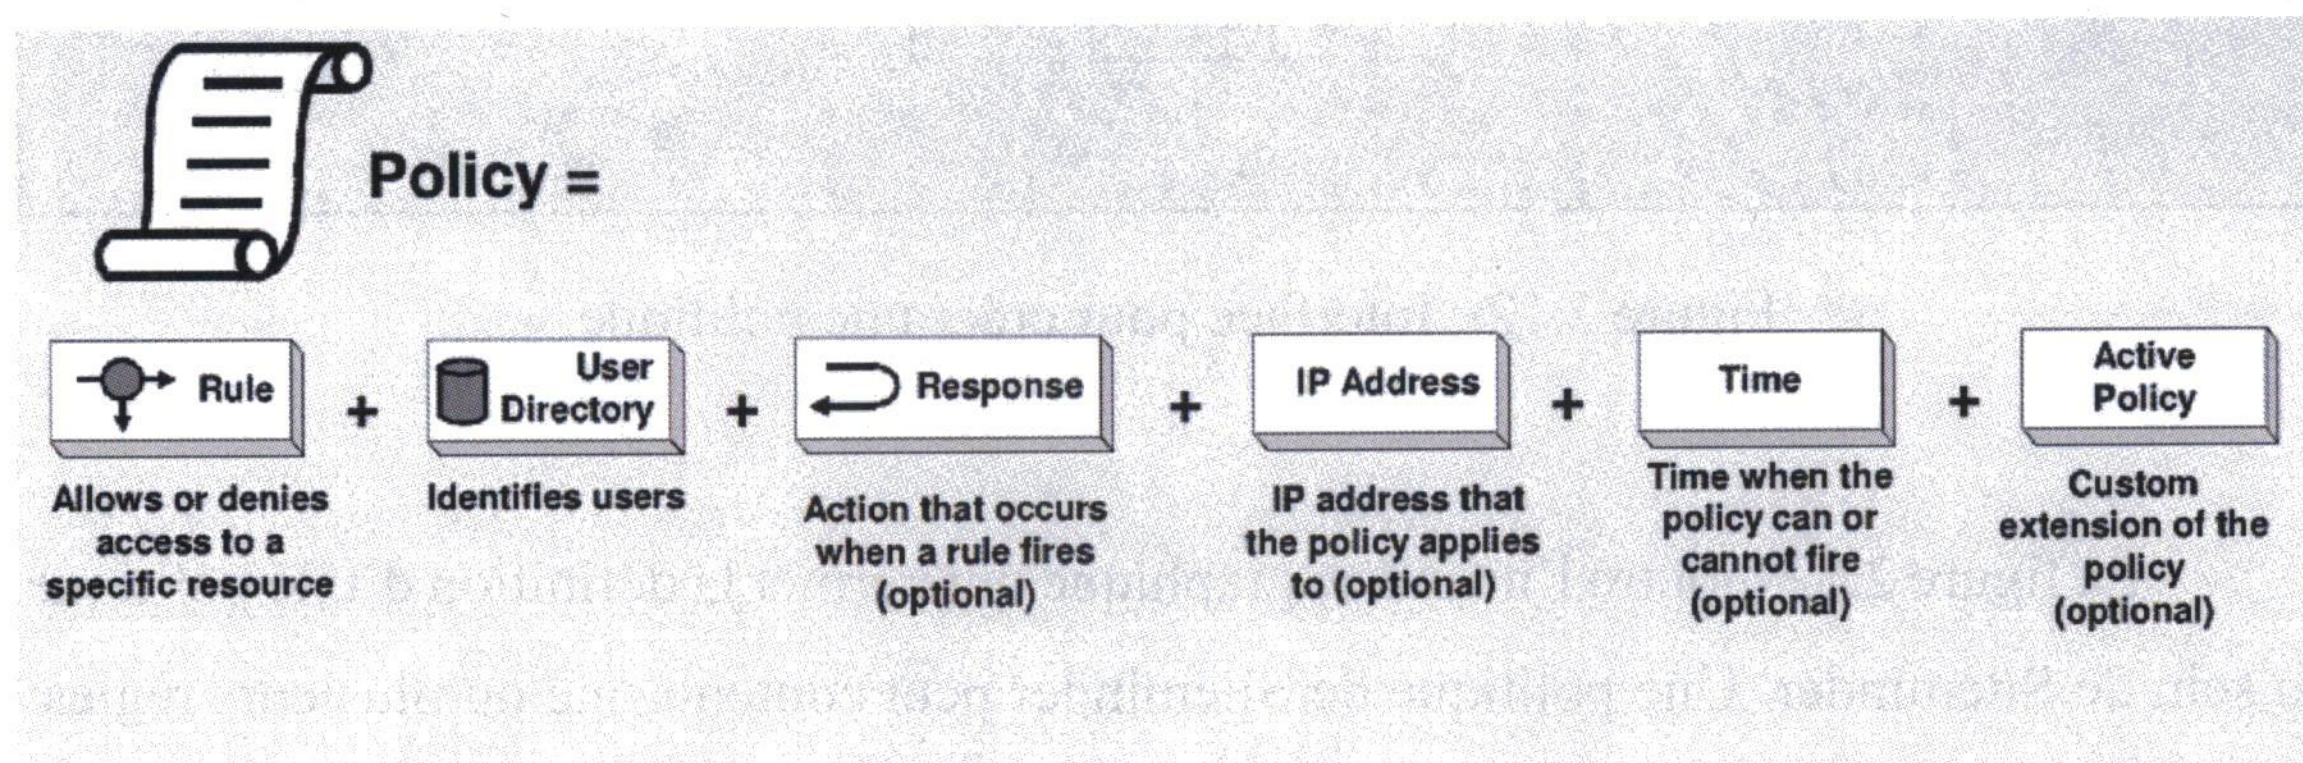 Policy =
Rule
+
User
Directory
+
Response
+
IP Address
+
Time
+
Active
Policy
Allows or denies
access to a
specific resource
Identifies users
Action that occurs
when a rule fires
(optional)
IP address that
the policy applies
to (optional)
Time when the
policy can or
cannot fire
(optional)
Custom
extension of the
policy
(optional)